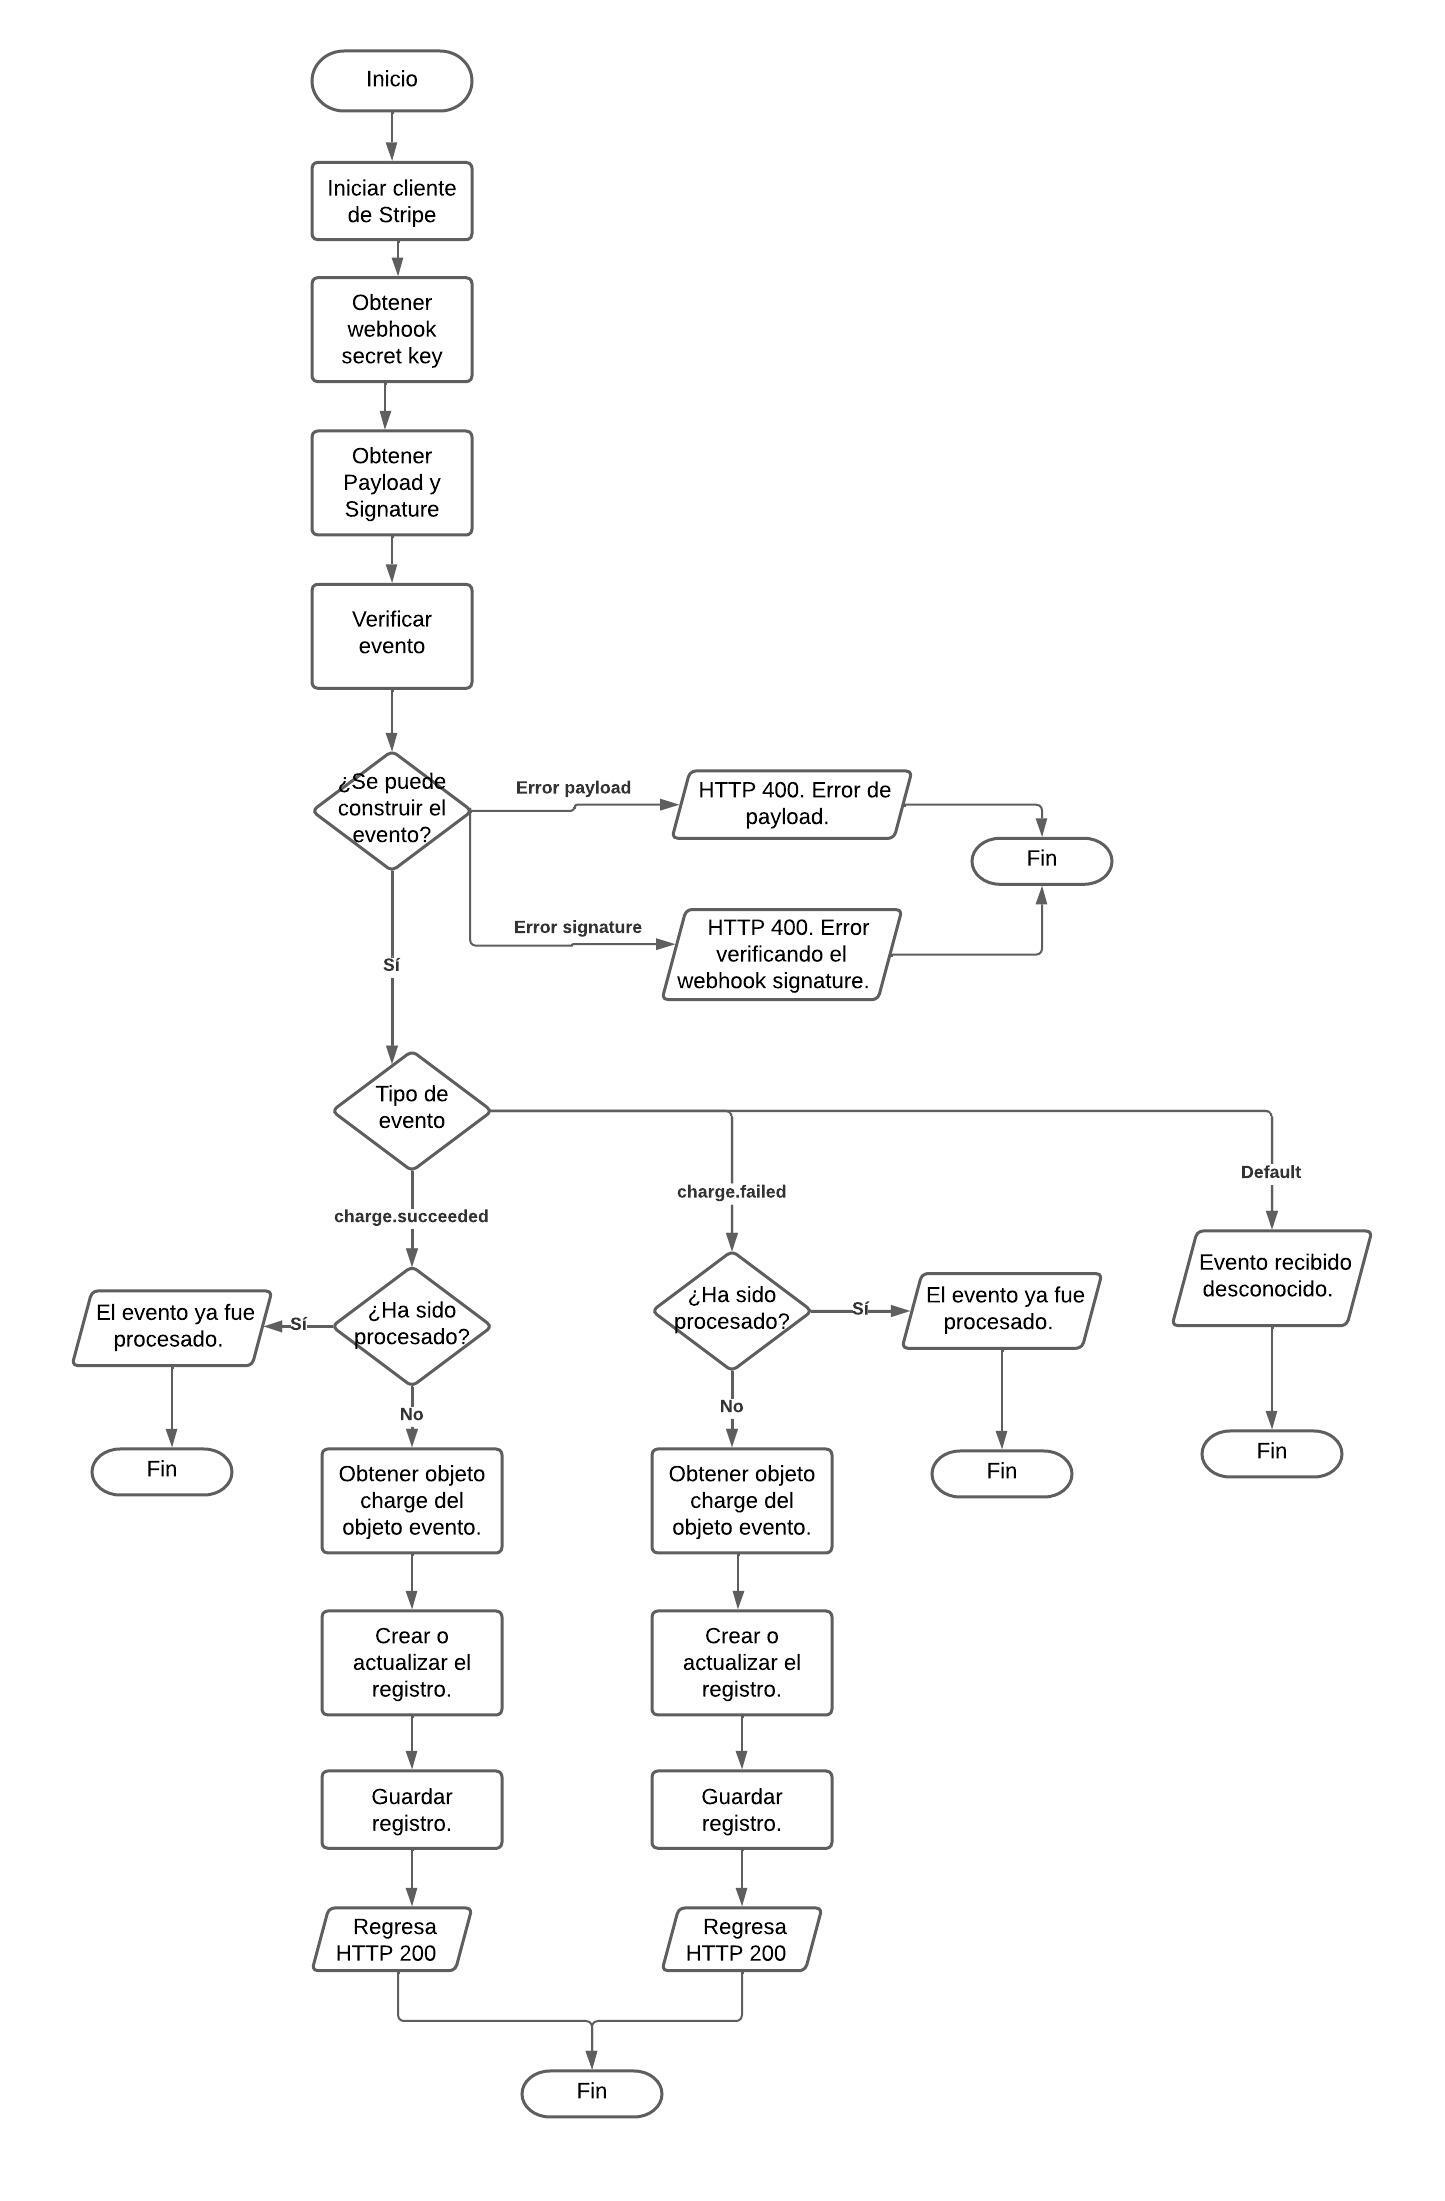 Inicio
Iniciar cliente
de Stripe
Obtener
webhook
secret key
Obtener
Payload y
Signature
Verificar
evento
¿Se puede
construir el
evento?
Error payload
HTTP 400. Error de
payload.
Fin
Error signature
HTTP 400. Error
verificando el
webhook signature.
Sí
Tipo de
evento
charge.succeeded
charge.failed
Default
El evento ya fue
procesado.
Sí
¿Ha sido
procesado?
¿Ha sido
procesado?
Sí
El evento ya fue
procesado.
Evento recibido
desconocido.
No
No
Fin
Fin
Fin
Obtener objeto
charge del
objeto evento.
Obtener objeto
charge del
objeto evento.
Crear o
actualizar el
registro.
Crear o
actualizar el
registro.
Guardar
registro.
Guardar
registro.
Regresa
HTTP 200
Regresa
HTTP 200
Fin